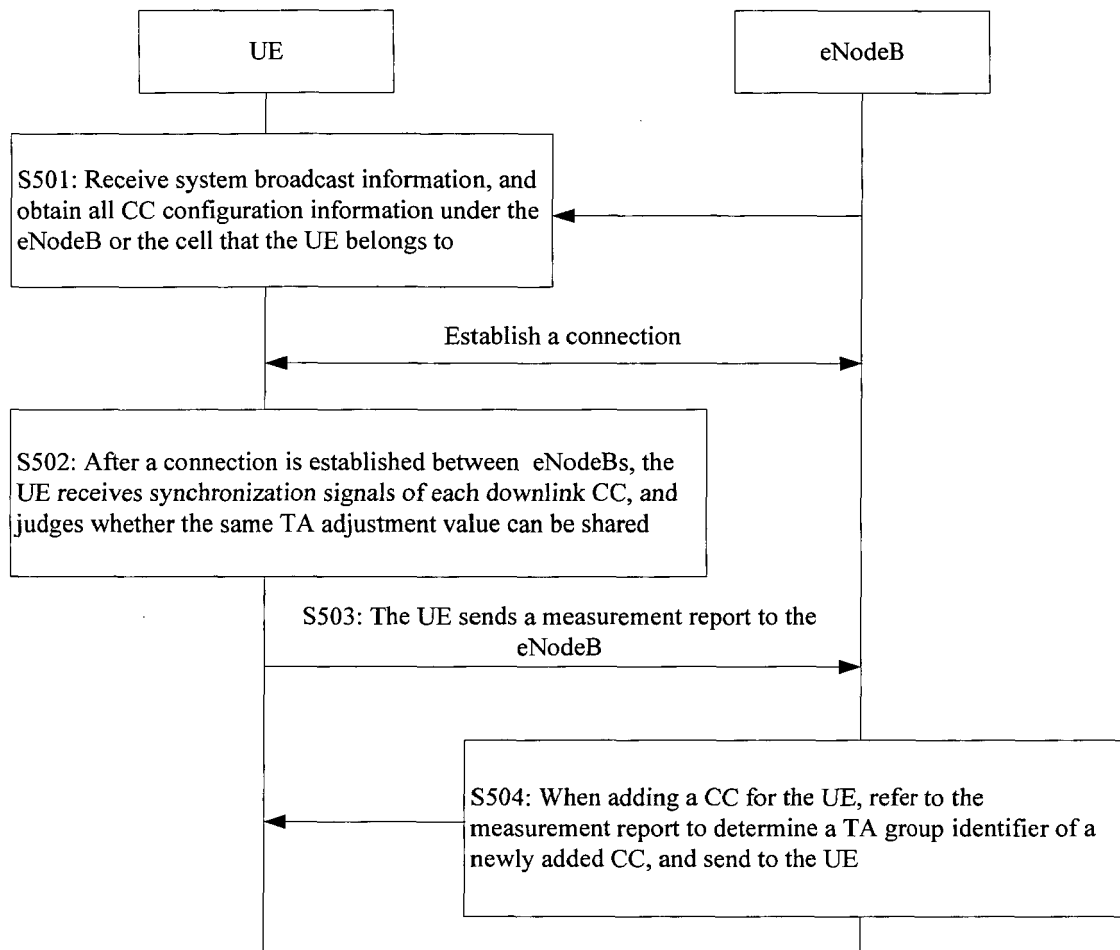 UE
eNodeB
S501: Receive system broadcast information, and
obtain all CC configuration information under the
eNodeB or the cell that the UE belongs to
Establish a connection
S502: After a connection is established between eNodeBs, the
UE receives synchronization signals of each downlink CC, and
judges whether the same TA adjustment value can be shared
S503: The UE sends a measurement report to the
eNodeB
S504: When adding a CC for the UE, refer to the
measurement report to determine a TA group identifier of a
newly added CC, and send to the UE